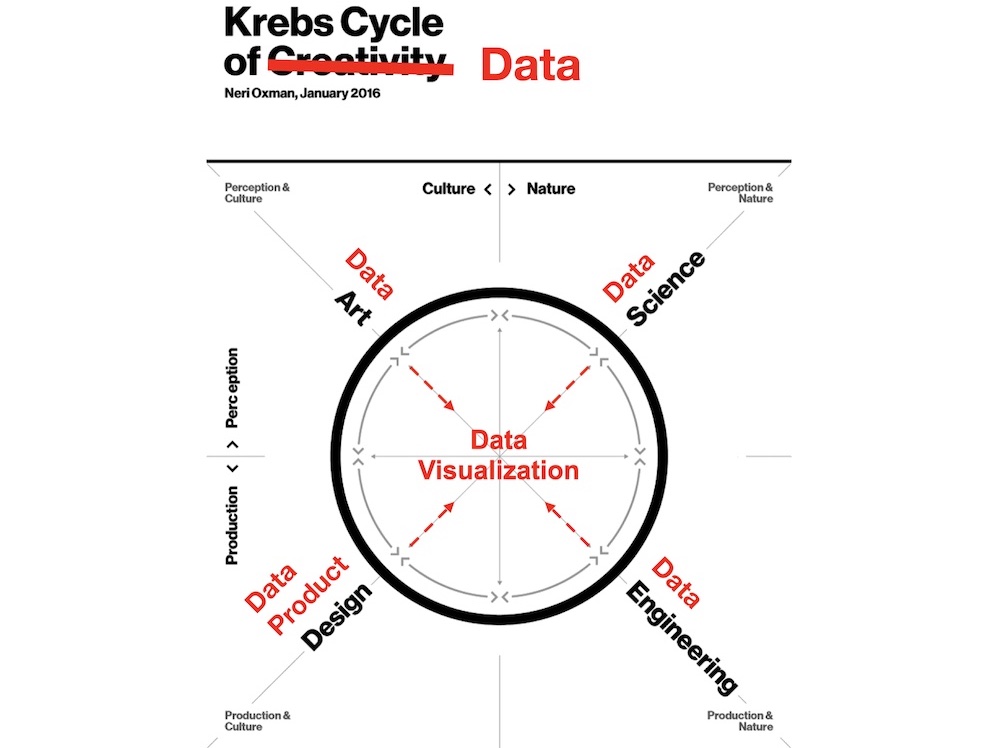 Krebs Cycle
of Creativity Data
Neri Oxman, January 2016
Perception &
Culture
Culture < > Nature
Perception &
Nature
Data
Art
Data
Science
Production < > Perception
Data
Visualization
Data
Product
Design
Data
Engineering
Production &
Culture
Production &
Nature